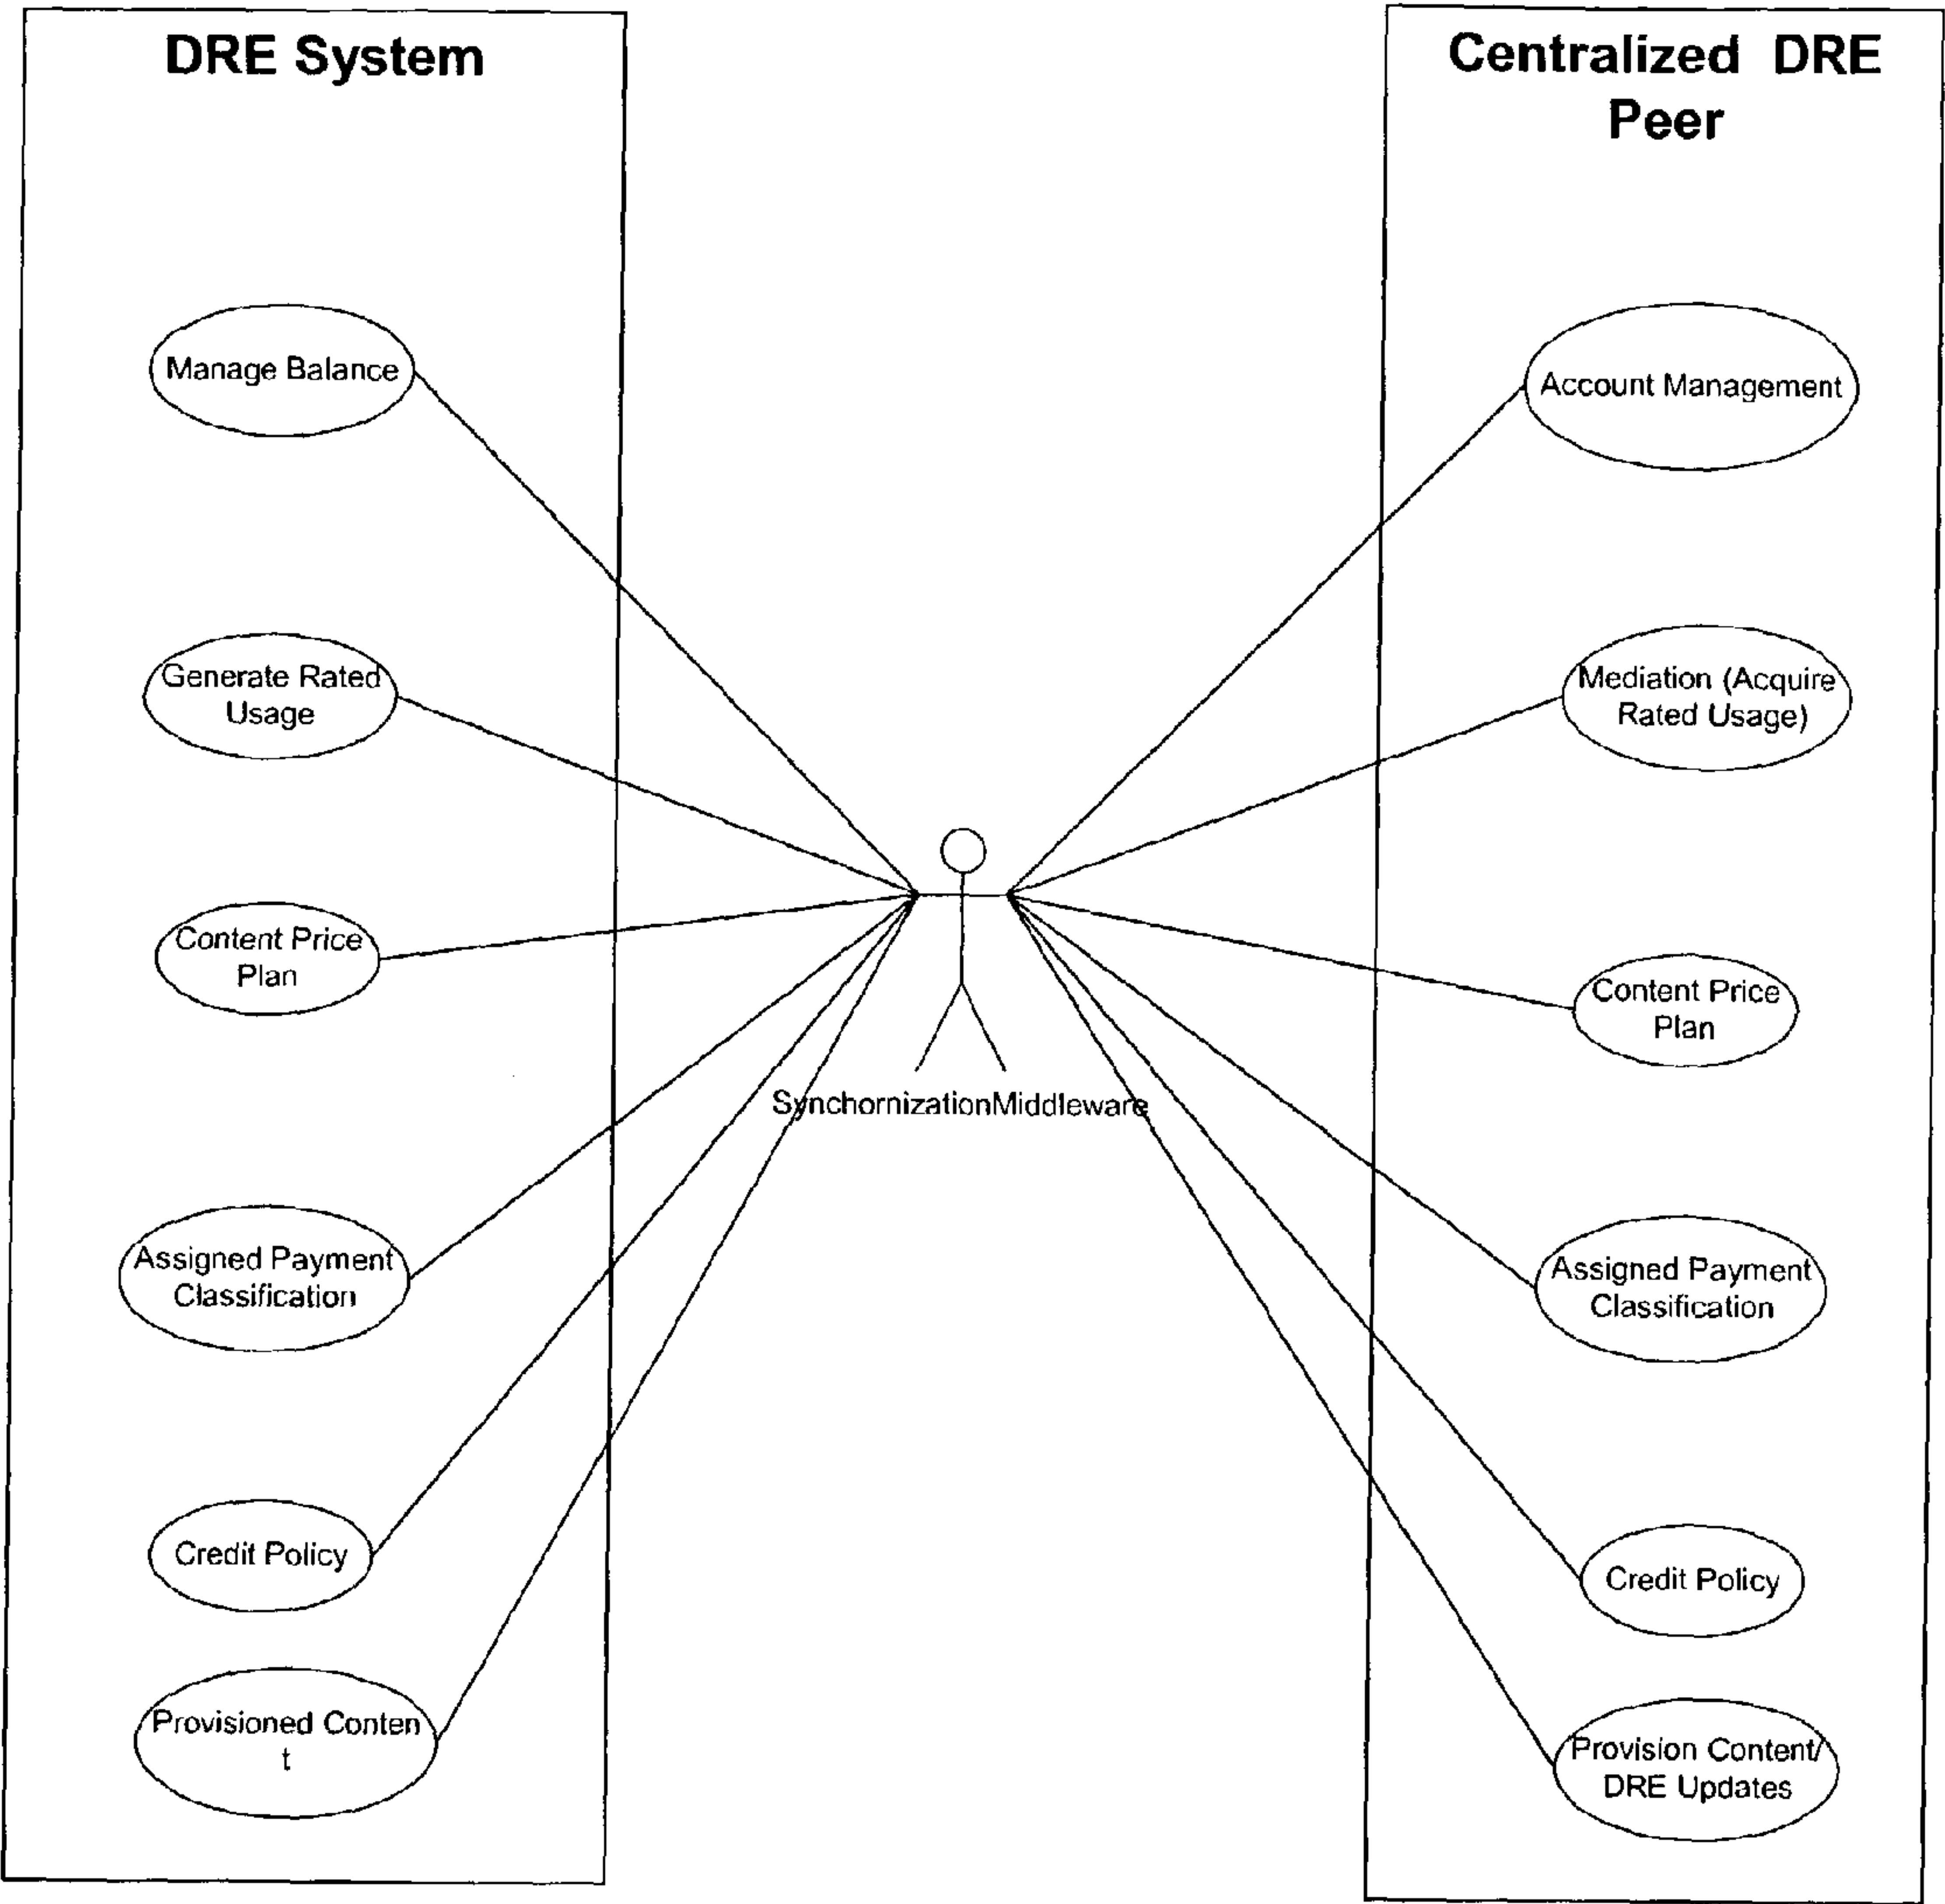 DRE System
Manage Balance
Generate Rated
Usage
Content Price
Plan
Assigned Payment
Classification
Credit Policy
Provisioned Conten
t
SynchornizationMiddleware
Centralized DRE
Peer
Account Management
Mediation (Acquire
Rated Usage)
Content Price
Plan
Assigned Payment
Classification
Credit Policy
Provision Content/
DRE Updates